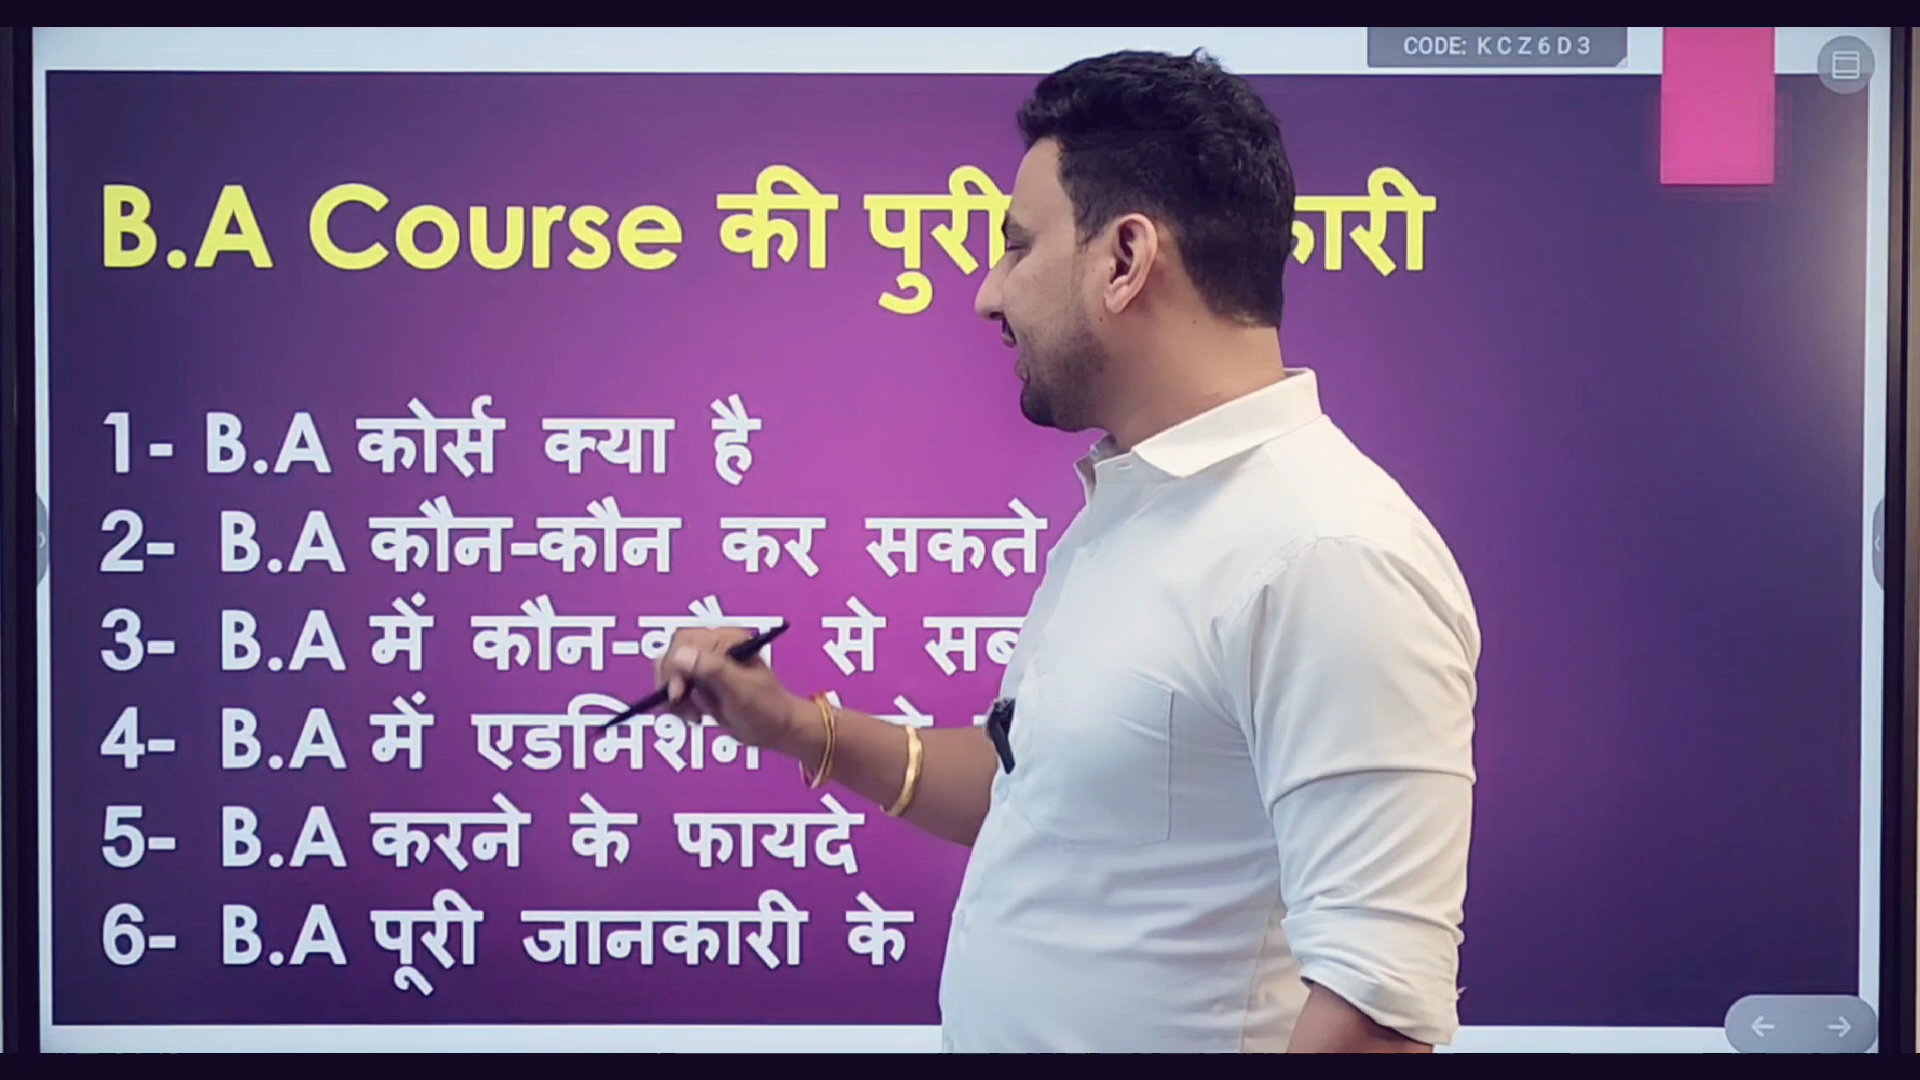 CODE: KCZ6D3
B.A Course की पुरी
1- B.A कोर्स क्या है
2- B.A कौन-कौन कर सकते
3- B.A में कौन-कौन से
4- B.A में एडमिशन
5- B.A करने के फायदे
6- B.A पूरी जानकारी के